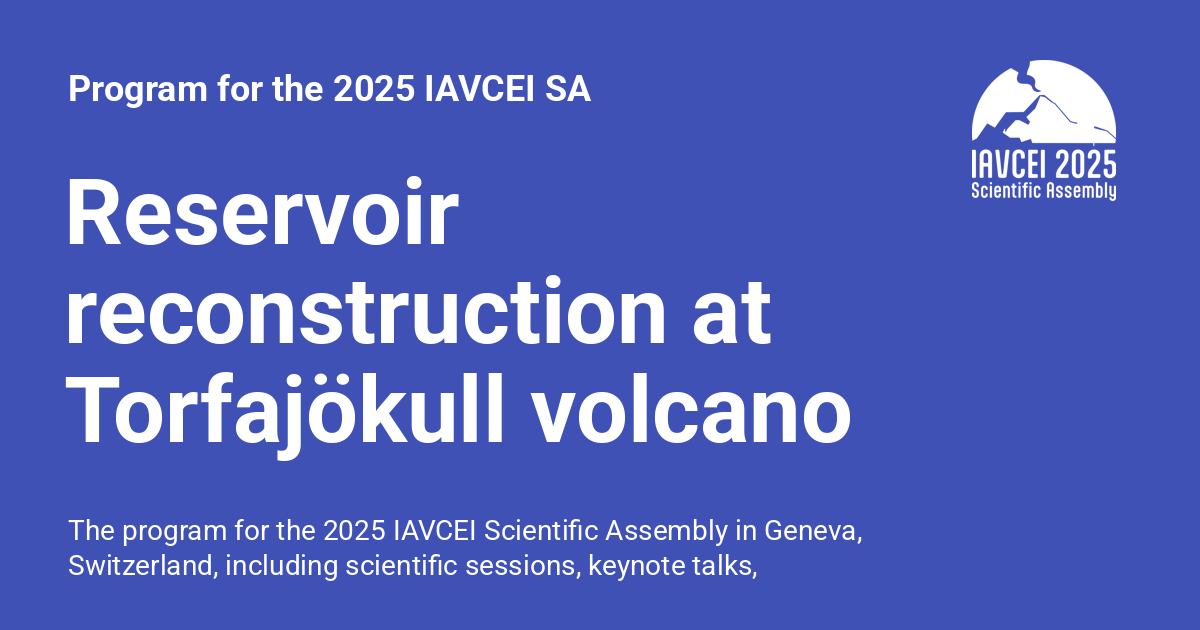 Program for the 2025 IAVCEI SA
IAVCEI 2025
Scientific Assembly
Reservoir
reconstruction at
Torfajökull volcano
The program for the 2025 IAVCEI Scientific Assembly in Geneva,
Switzerland, including scientific sessions, keynote talks,